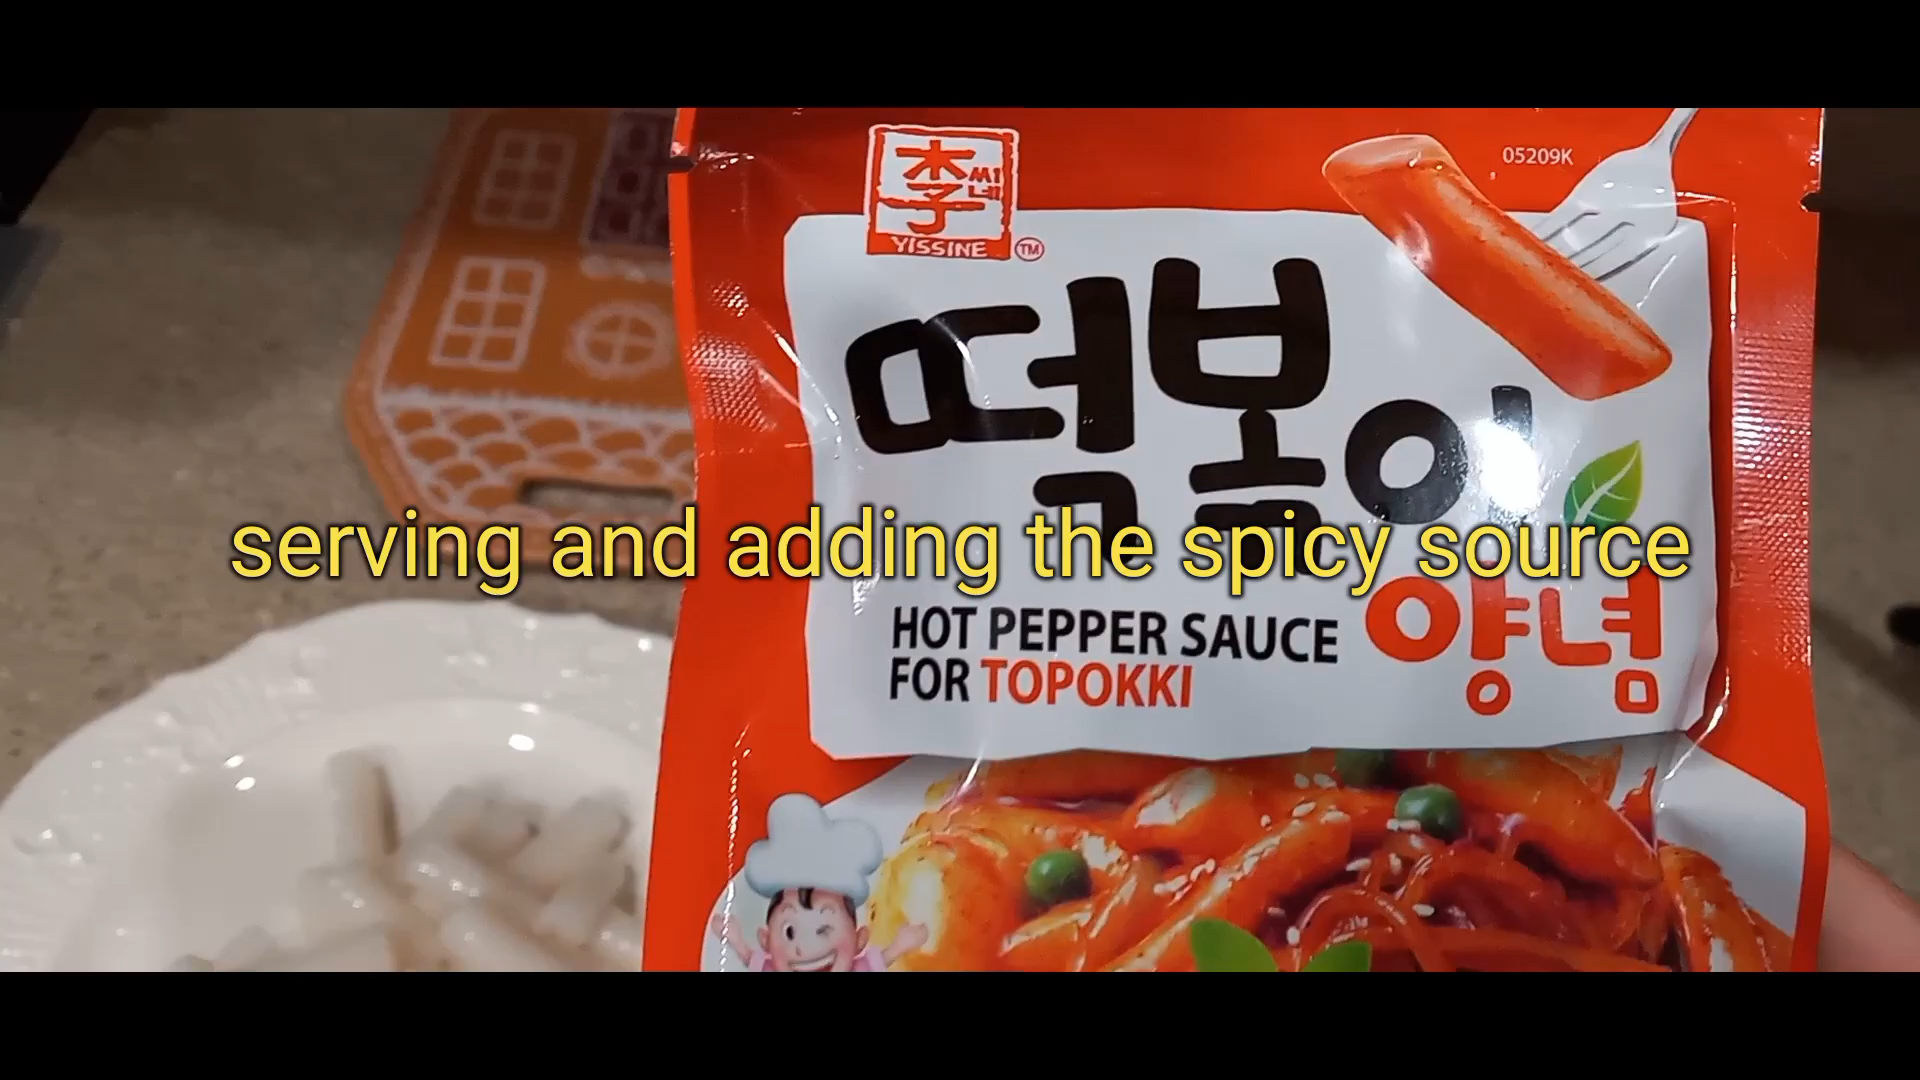 李씨네
YISSINE TM
05209K
떡볶이
serving and adding the spicy source
양념
HOT PEPPER SAUCE
FOR TOPOKKI